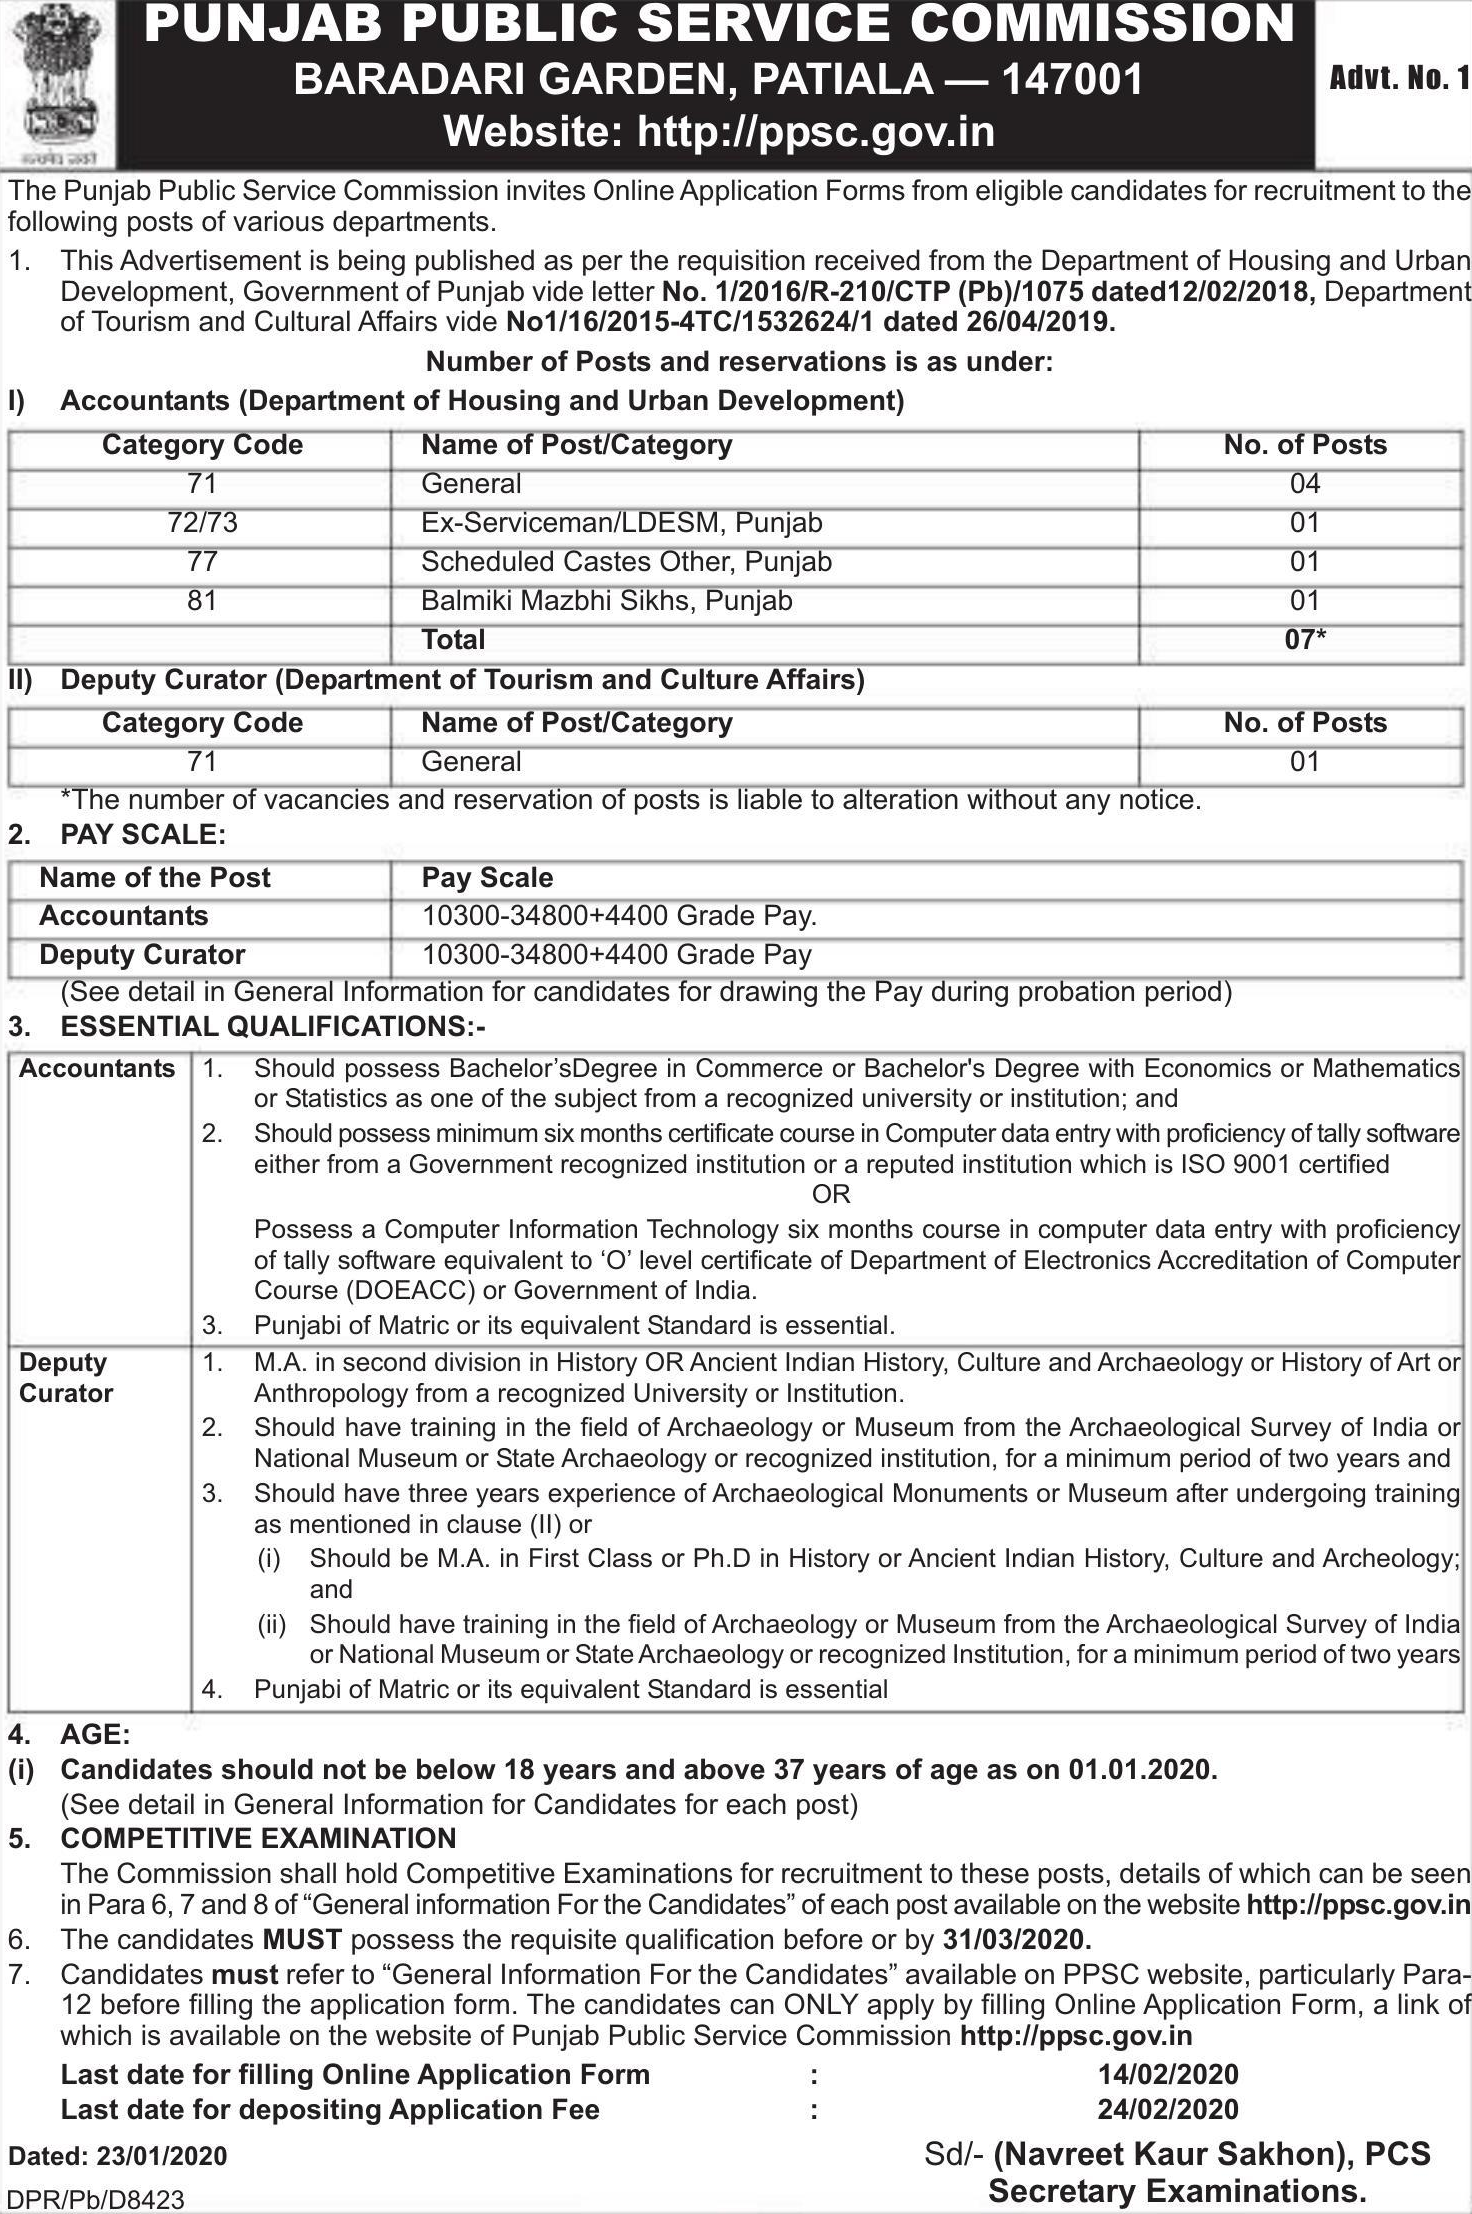 PUNJAB PUBLIC SERVICE COMMISSION
BARADARI GARDEN, PATIALA — 147001
Website: http://ppsc.gov.in
Advt. No. 1
The Punjab Public Service Commission invites Online Application Forms from eligible candidates for recruitment to the
following posts of various departments.
1. This Advertisement is being published as per the requisition received from the Department of Housing and Urban
Development, Government of Punjab vide letter No. 1/2016/R-210/CTP (Pb)/1075 dated12/02/2018, Department
of Tourism and Cultural Affairs vide No1/16/2015-4TC/1532624/1 dated 26/04/2019.
Number of Posts and reservations is as under:
I) Accountants (Department of Housing and Urban Development)
Category Code Name of Post/Category No. of Posts
71 General 04
72/73 Ex-Serviceman/LDESM, Punjab 01
77 Scheduled Castes Other, Punjab 01
81 Balmiki Mazbhi Sikhs, Punjab 01
Total 07*
II) Deputy Curator (Department of Tourism and Culture Affairs)
Category Code Name of Post/Category No. of Posts
71 General 01
*The number of vacancies and reservation of posts is liable to alteration without any notice.
2. PAY SCALE:
Name of the Post Pay Scale
Accountants 10300-34800+4400 Grade Pay.
Deputy Curator 10300-34800+4400 Grade Pay
(See detail in General Information for candidates for drawing the Pay during probation period)
3. ESSENTIAL QUALIFICATIONS:-
Accountants 1. Should possess Bachelor’sDegree in Commerce or Bachelor's Degree with Economics or Mathematics
or Statistics as one of the subject from a recognized university or institution; and
2. Should possess minimum six months certificate course in Computer data entry with proficiency of tally software
either from a Government recognized institution or a reputed institution which is ISO 9001 certified
OR
Possess a Computer Information Technology six months course in computer data entry with proficiency
of tally software equivalent to ‘O’ level certificate of Department of Electronics Accreditation of Computer
Course (DOEACC) or Government of India.
3. Punjabi of Matric or its equivalent Standard is essential.
Deputy Curator 1. M.A. in second division in History OR Ancient Indian History, Culture and Archaeology or History of Art or
Anthropology from a recognized University or Institution.
2. Should have training in the field of Archaeology or Museum from the Archaeological Survey of India or
National Museum or State Archaeology or recognized institution, for a minimum period of two years and
3. Should have three years experience of Archaeological Monuments or Museum after undergoing training
as mentioned in clause (II) or
(i) Should be M.A. in First Class or Ph.D in History or Ancient Indian History, Culture and Archeology;
and
(ii) Should have training in the field of Archaeology or Museum from the Archaeological Survey of India
or National Museum or State Archaeology or recognized Institution, for a minimum period of two years
4. Punjabi of Matric or its equivalent Standard is essential
4. AGE:
(i) Candidates should not be below 18 years and above 37 years of age as on 01.01.2020.
(See detail in General Information for Candidates for each post)
5. COMPETITIVE EXAMINATION
The Commission shall hold Competitive Examinations for recruitment to these posts, details of which can be seen
in Para 6, 7 and 8 of “General information For the Candidates” of each post available on the website http://ppsc.gov.in
6. The candidates MUST possess the requisite qualification before or by 31/03/2020.
7. Candidates must refer to “General Information For the Candidates” available on PPSC website, particularly Para-
12 before filling the application form. The candidates can ONLY apply by filling Online Application Form, a link of
which is available on the website of Punjab Public Service Commission http://ppsc.gov.in
Last date for filling Online Application Form : 14/02/2020
Last date for depositing Application Fee : 24/02/2020
Dated: 23/01/2020
Sd/- (Navreet Kaur Sakhon), PCS
Secretary Examinations.
DPR/Pb/D8423